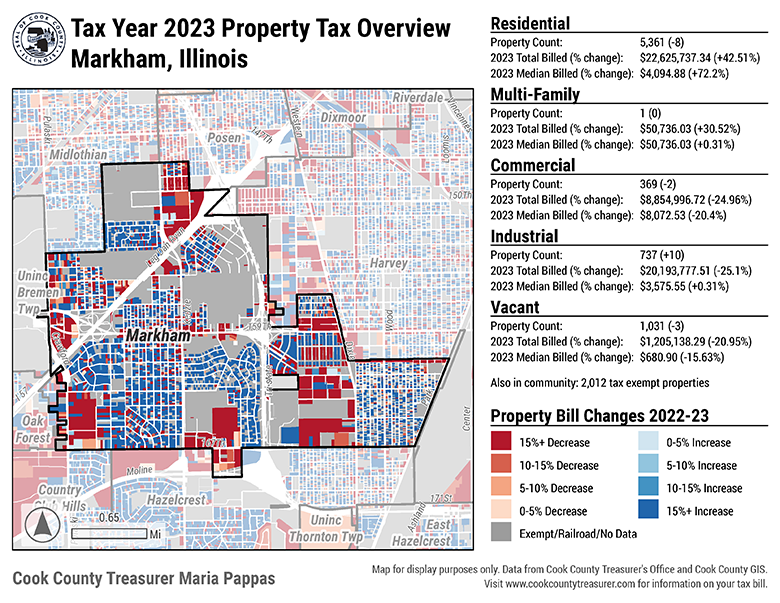 Tax Year 2023 Property Tax Overview
Markham, Illinois
Residential
Property Count: 5,361 (-8)
2023 Total Billed (% change): $22,625,737.34 (+42.51%)
2023 Median Billed (% change): $4,094.88 (+72.2%)
Multi-Family
Property Count: 1 (0)
2023 Total Billed (% change): $50,736.03 (+30.52%)
2023 Median Billed (% change): $50,736.03 (+0.31%)
Commercial
Property Count: 369 (-2)
2023 Total Billed (% change): $8,854,996.72 (-24.96%)
2023 Median Billed (% change): $8,072.53 (-20.4%)
Industrial
Property Count: 737 (+10)
2023 Total Billed (% change): $20,193,777.51 (-25.1%)
2023 Median Billed (% change): $3,575.55 (+0.31%)
Vacant
Property Count: 1,031 (-3)
2023 Total Billed (% change): $1,205,138.29 (-20.95%)
2023 Median Billed (% change): $680.90 (-15.63%)
Also in community: 2,012 tax exempt properties
Property Bill Changes 2022-23
15%+ Decrease
10-15% Decrease
5-10% Decrease
0-5% Decrease
Exempt/Railroad/No Data
0-5% Increase
5-10% Increase
10-15% Increase
15%+ Increase
Riverdale
Vincennes
Dixmoor
Western
147th
Posen
Pulaski
Midlothian
Loomis
150Th
Harvey
Uninc
Bremen
Twp
Kedzie
Wood
159Th
Markham
Crawford
Dixie
Park
Center
Oak
Forest
167Th
Moline
Country
Club Hills
Hazelcrest
171St
Ashland
Uninc
Thornton Twp
East
Hazelcrest
0.65
Mi
Cook County Treasurer Maria Pappas
Map for display purposes only. Data from Cook County Treasurer's Office and Cook County GIS.
Visit www.cookcountytreasurer.com for information on your tax bill.